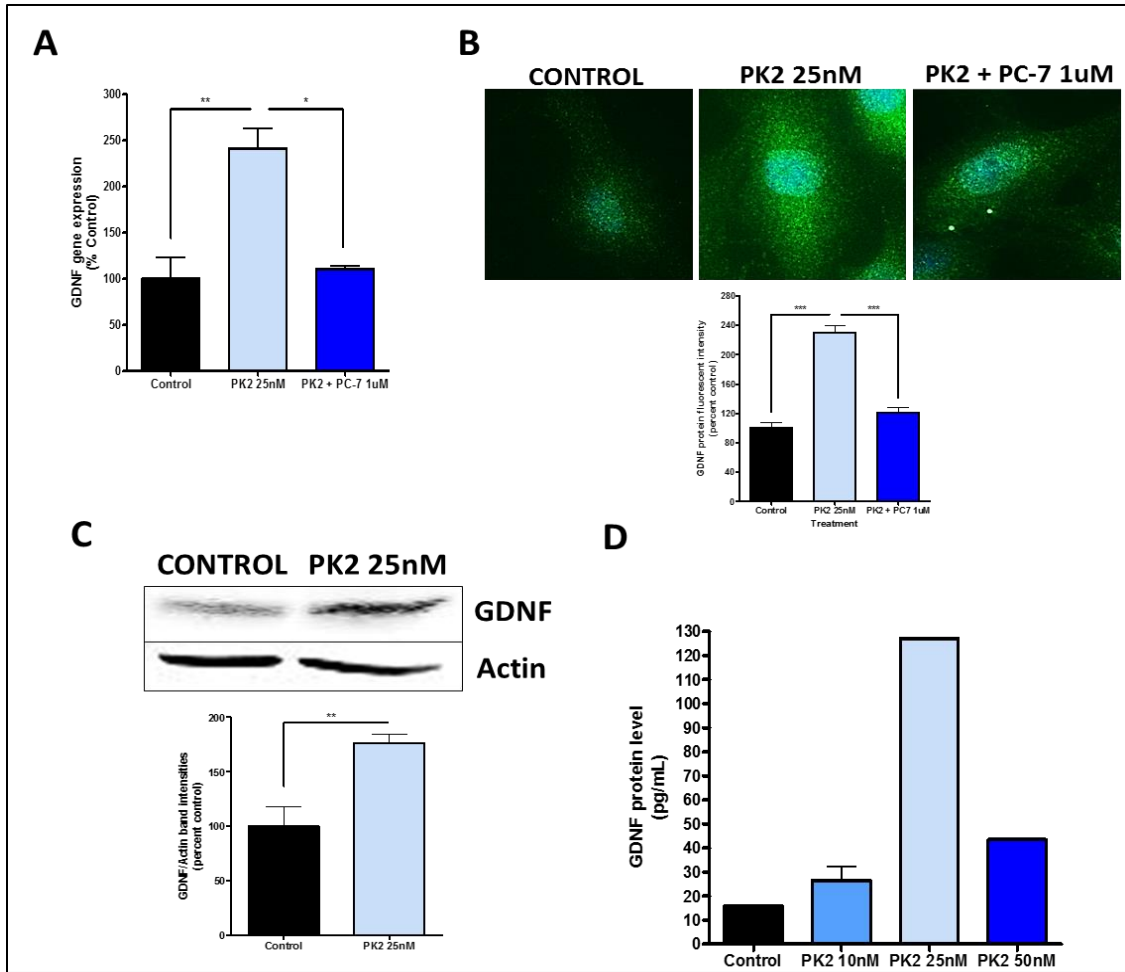 A
GDNF gene expression
(% Control)
300
250
200
150
100
50
0
** *
Control PK2 25nM PK2 + PC-7 1uM
B
CONTROL PK2 25nM PK2 + PC-7 1uM
GDNF protein fluorescent intensity
(percent control)
280
240
200
160
120
80
40
0
*** ***
Control PK2 25nM PK2 + PC7 1uM
Treatment
C
CONTROL PK2 25nM
GDNF
Actin
GDNF/Actin band intensities
(percent control)
200
150
100
50
0
**
Control PK2 25nM
D
GDNF protein level
(pg/mL)
130
120
110
100
90
80
70
60
50
40
30
20
10
0
Control PK2 10nM PK2 25nM PK2 50nM